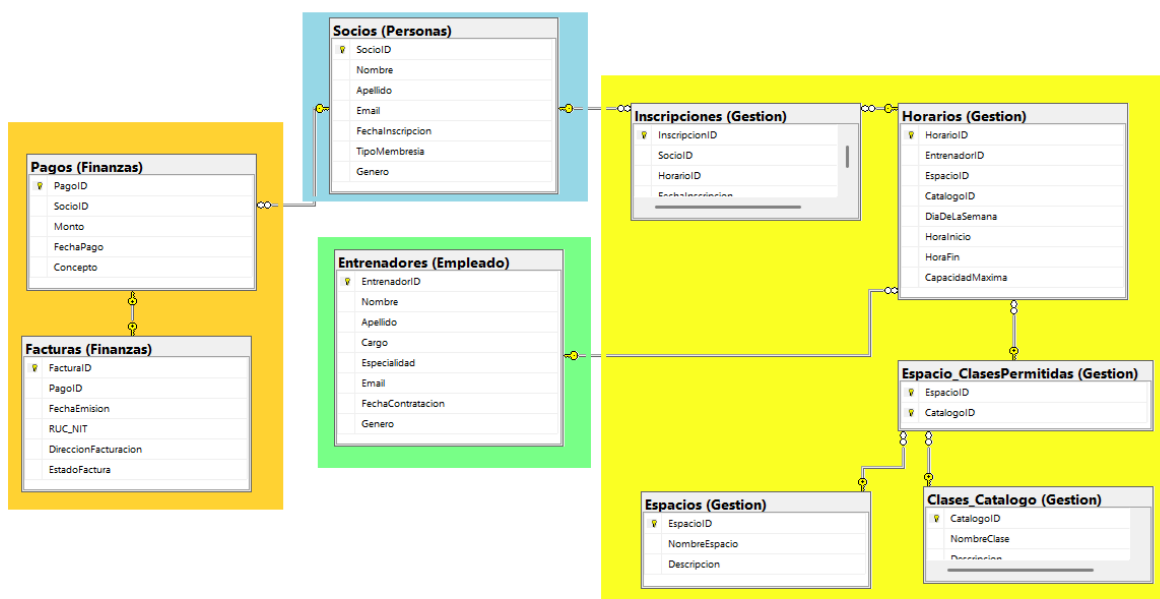 Socios (Personas)
SocioID
Nombre
Apellido
Email
FechaInscripcion
TipoMembresia
Genero
Pagos (Finanzas)
PagoID
SocioID
Monto
FechaPago
Concepto
Facturas (Finanzas)
FacturaID
PagoID
FechaEmision
RUC_NIT
DireccionFacturacion
EstadoFactura
Entrenadores (Empleado)
EntrenadorID
Nombre
Apellido
Cargo
Especialidad
Email
FechaContratacion
Genero
Inscripciones (Gestion)
InscripcionID
SocioID
HorarioID
FechaInscripcion
Horarios (Gestion)
HorarioID
EntrenadorID
EspacioID
CatalogoID
DiaDeLaSemana
HoraInicio
HoraFin
CapacidadMaxima
Espacio_ClasesPermitidas (Gestion)
EspacioID
CatalogoID
Espacios (Gestion)
EspacioID
NombreEspacio
Descripcion
Clases_Catalogo (Gestion)
CatalogoID
NombreClase
Descripcion